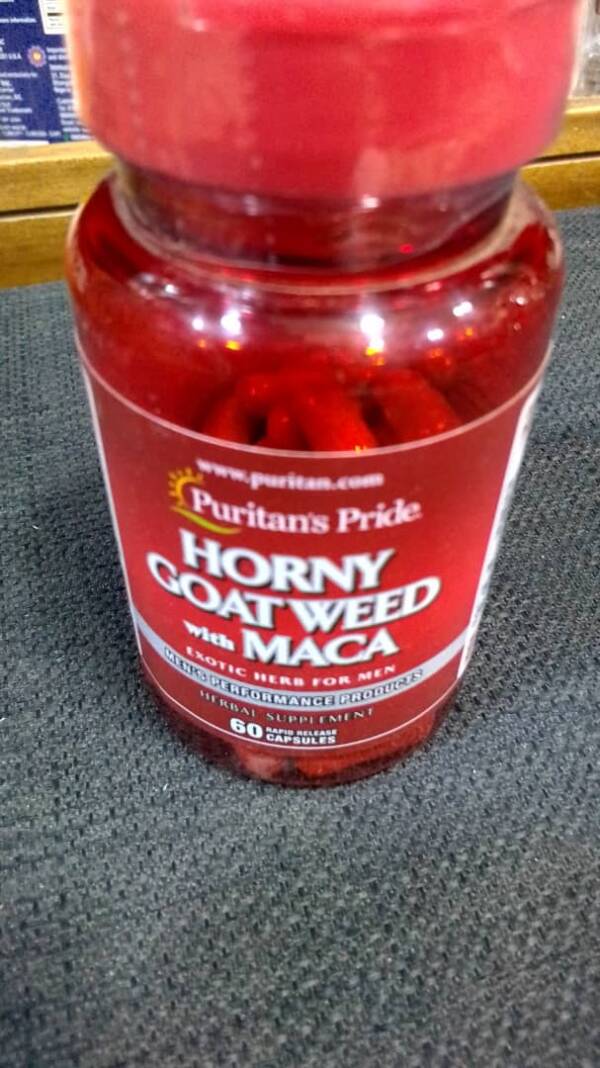 www.puritan.com
Puritan's Pride
HORNY
GOAT WEED
with MACA
EXOTIC HERB FOR MEN
MEN'S PERFORMANCE PRODUCTS
HERBAL SUPPLEMENT
60 RAPID RELEASE
CAPSULES